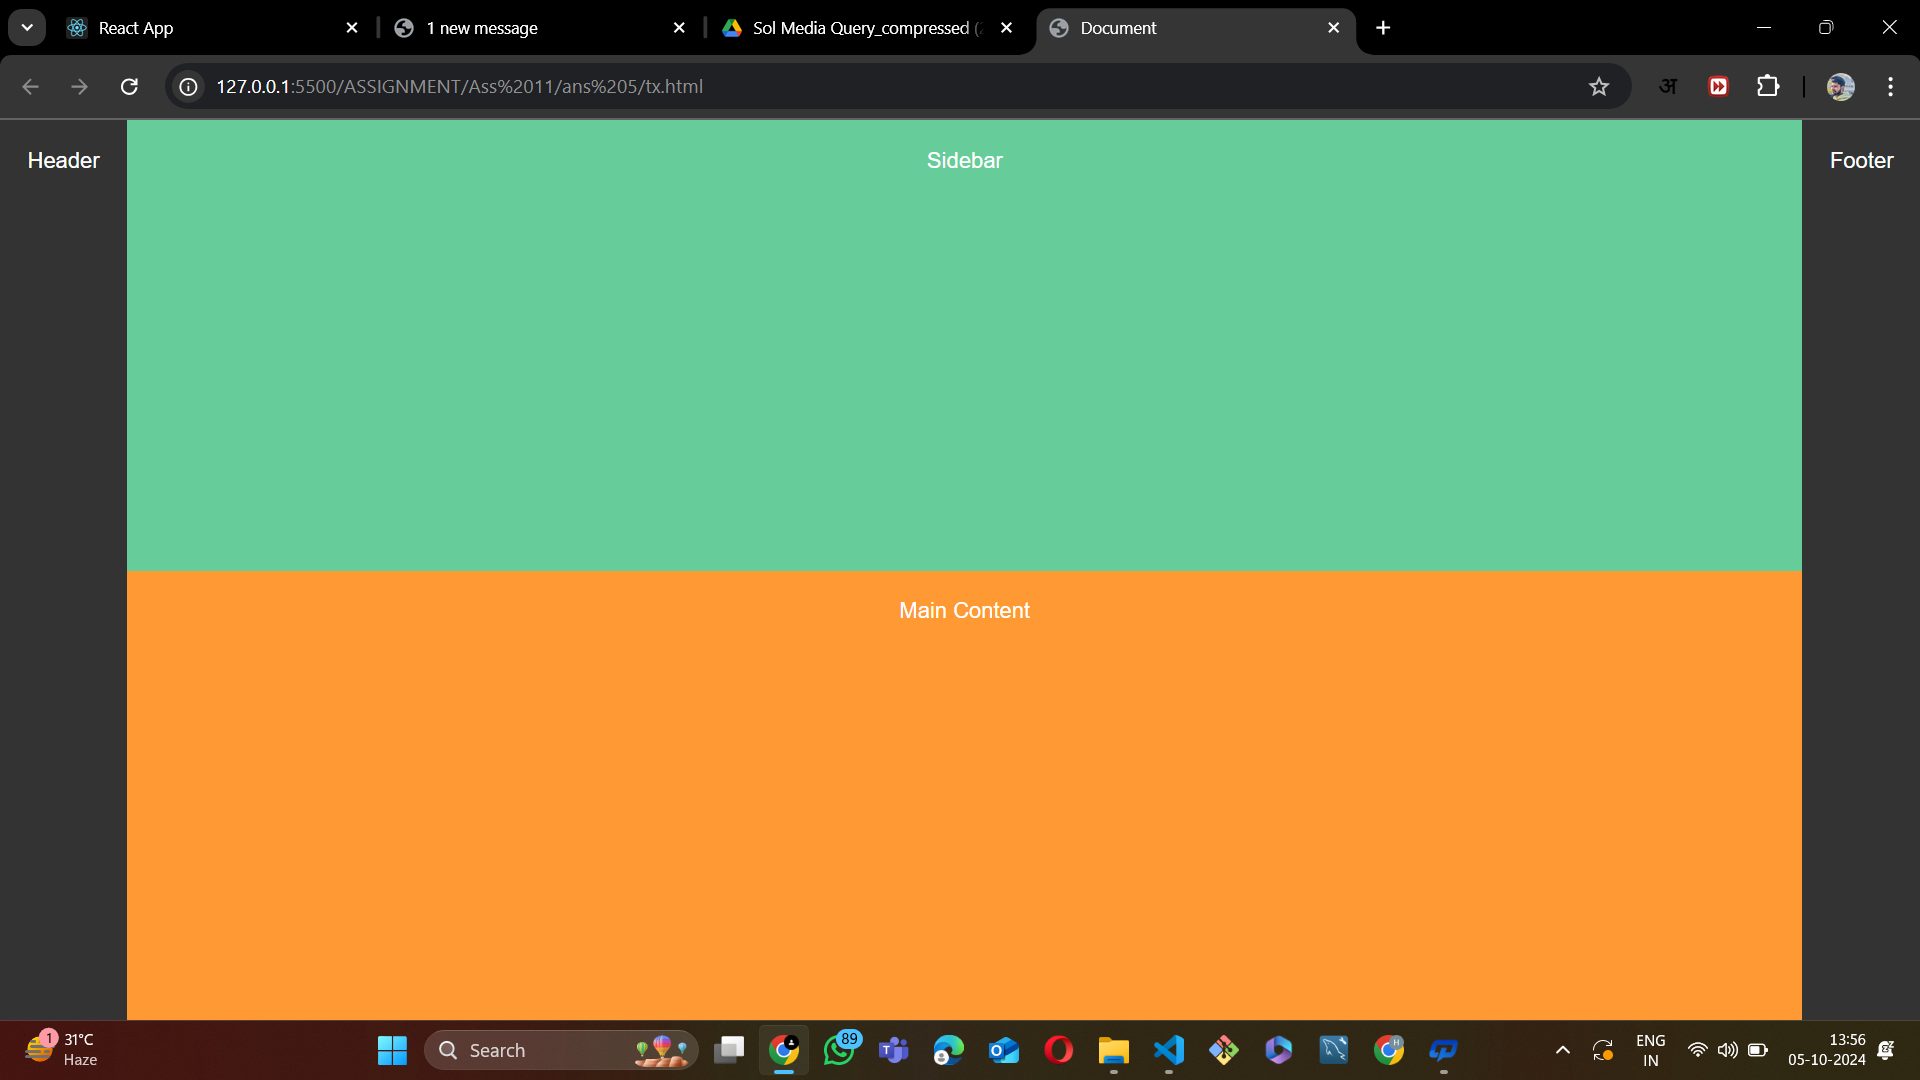 React App
1 new message
Sol Media Query_compressed (
Document
127.0.0.1:5500/ASSIGNMENT/Ass%2011/ans%205/tx.html
अ
Header
Sidebar
Footer
Main Content
1
31°C
Haze
Search
89
T
O
H
ENG
IN
13:56
05-10-2024